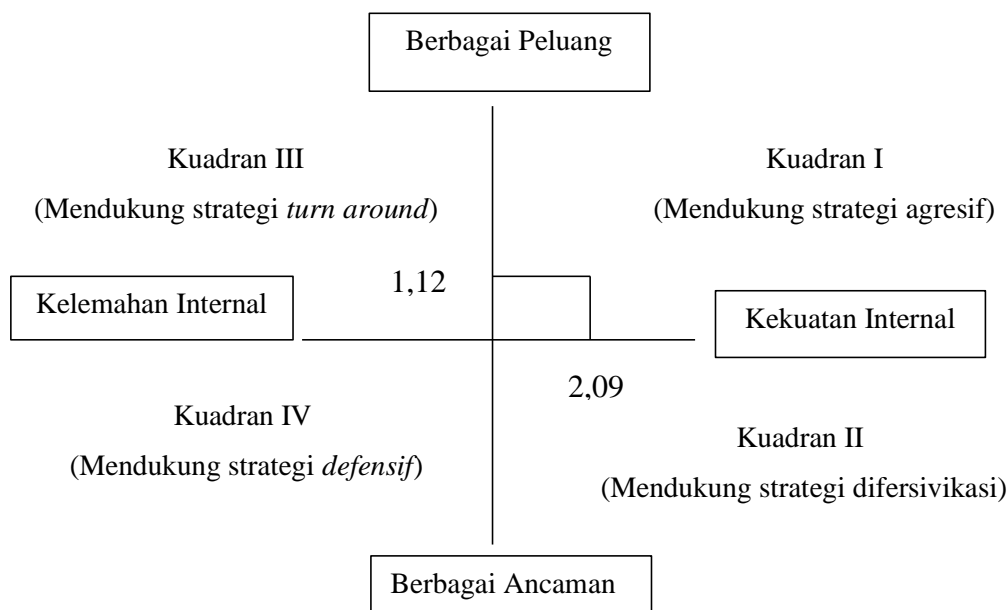 Berbagai Peluang
Kuadran III
(Mendukung strategi turn around)
Kuadran I
(Mendukung strategi agresif)
Kelemahan Internal
1,12
Kekuatan Internal
2,09
Kuadran IV
(Mendukung strategi defensif)
Kuadran II
(Mendukung strategi difersivikasi)
Berbagai Ancaman